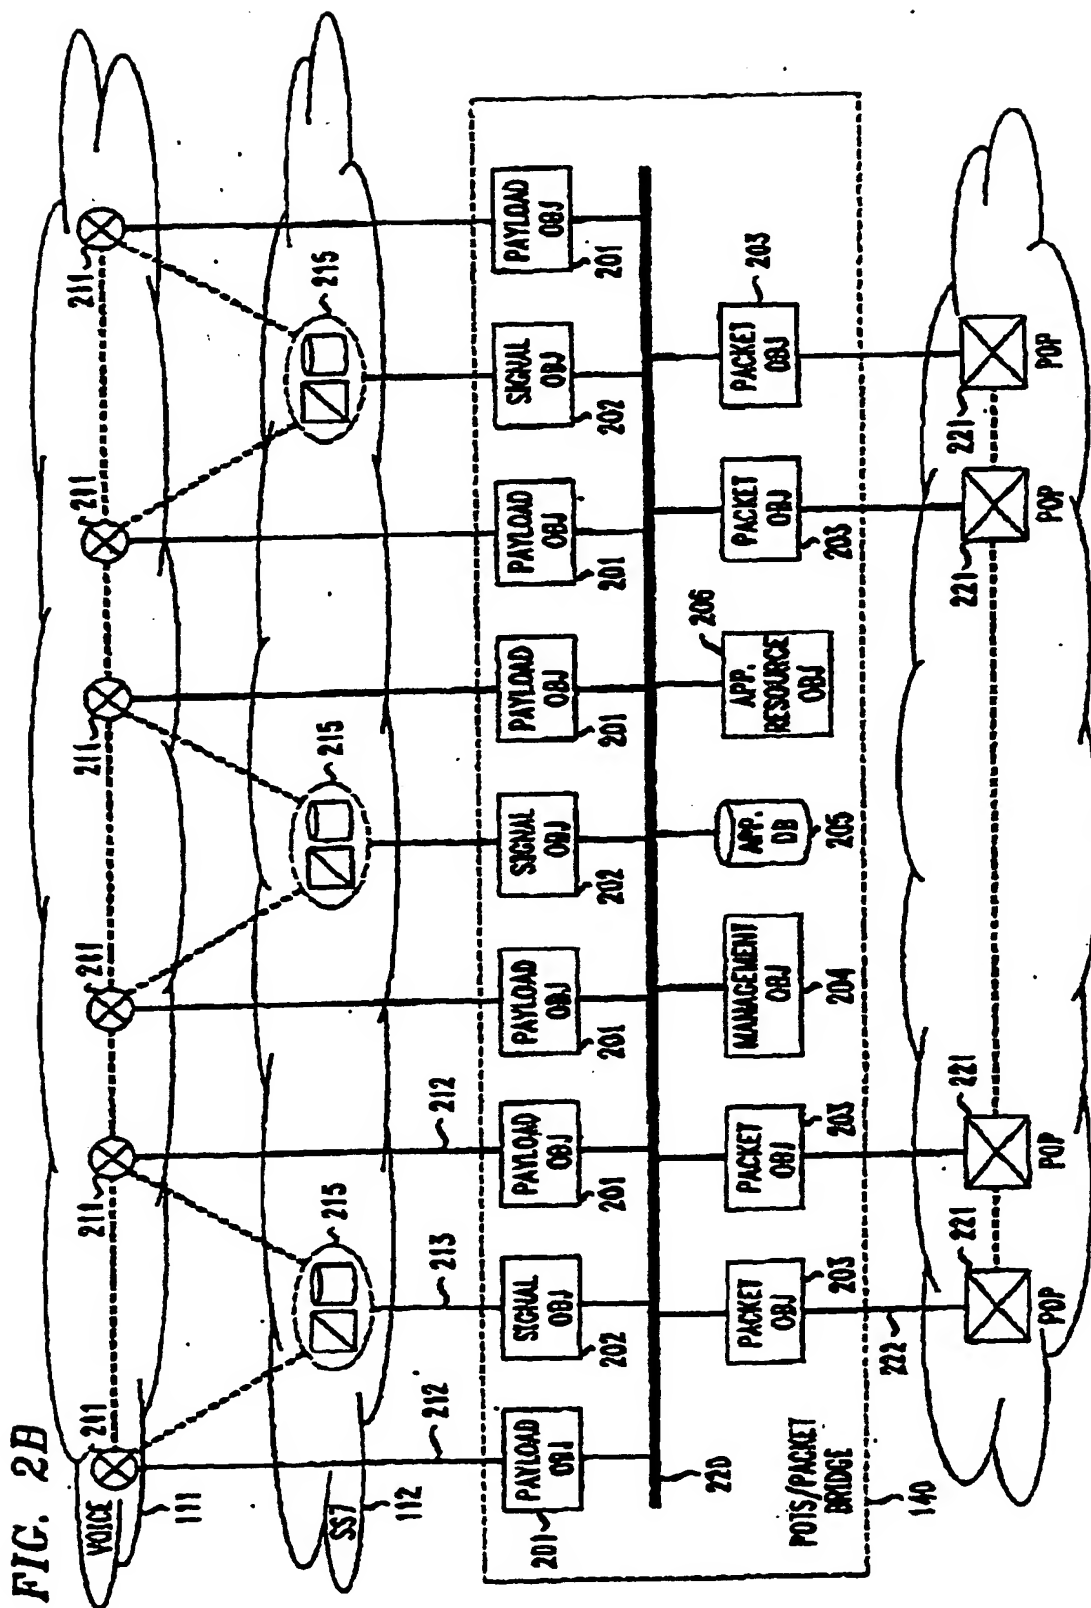 FIG. 2B
VOICE
111
211
211
211
211
211
211
SS7
112
215
215
215
212
213
212
PAYLOAD
OBJ
201
SIGNAL
OBJ
202
PAYLOAD
OBJ
201
PAYLOAD
OBJ
201
SIGNAL
OBJ
202
PAYLOAD
OBJ
201
PAYLOAD
OBJ
201
SIGNAL
OBJ
202
PAYLOAD
OBJ
201
220
POTS/PACKET
BRIDGE
140
PACKET
OBJ
203
PACKET
OBJ
203
MANAGEMENT
OBJ
204
APP.
DB
205
APP.
RESOURCE
OBJ
206
PACKET
OBJ
203
PACKET
OBJ
203
222
221
POP
221
POP
221
POP
221
POP